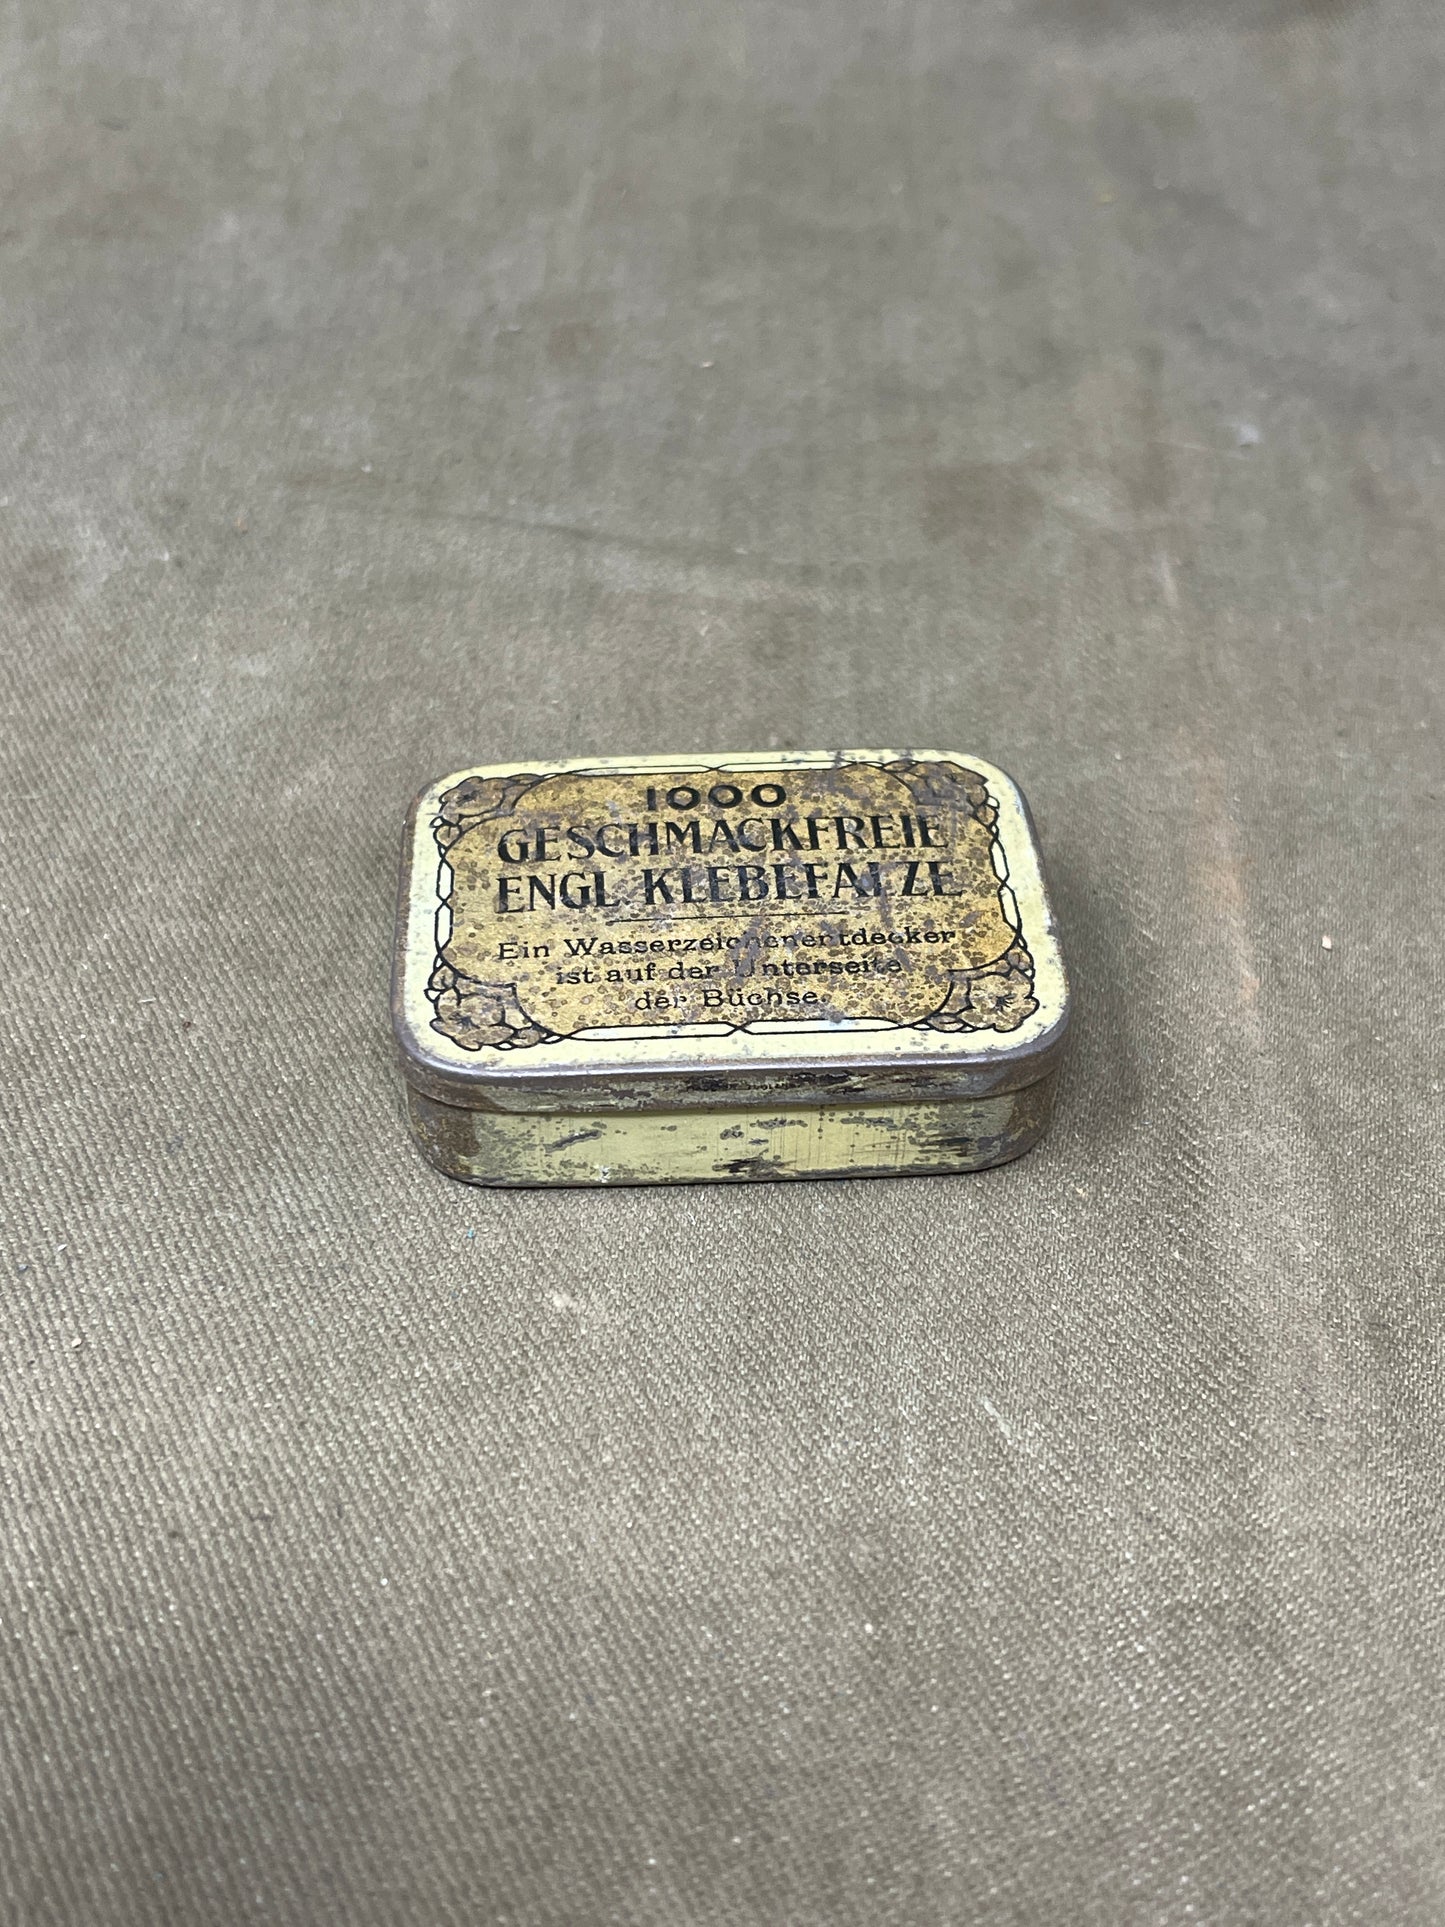 1000
GESCHMACKFREIE
ENGL. KLEBEFALZE
Ein Wasserzeichenentdecker
ist auf der Unterseite
der Büchse.